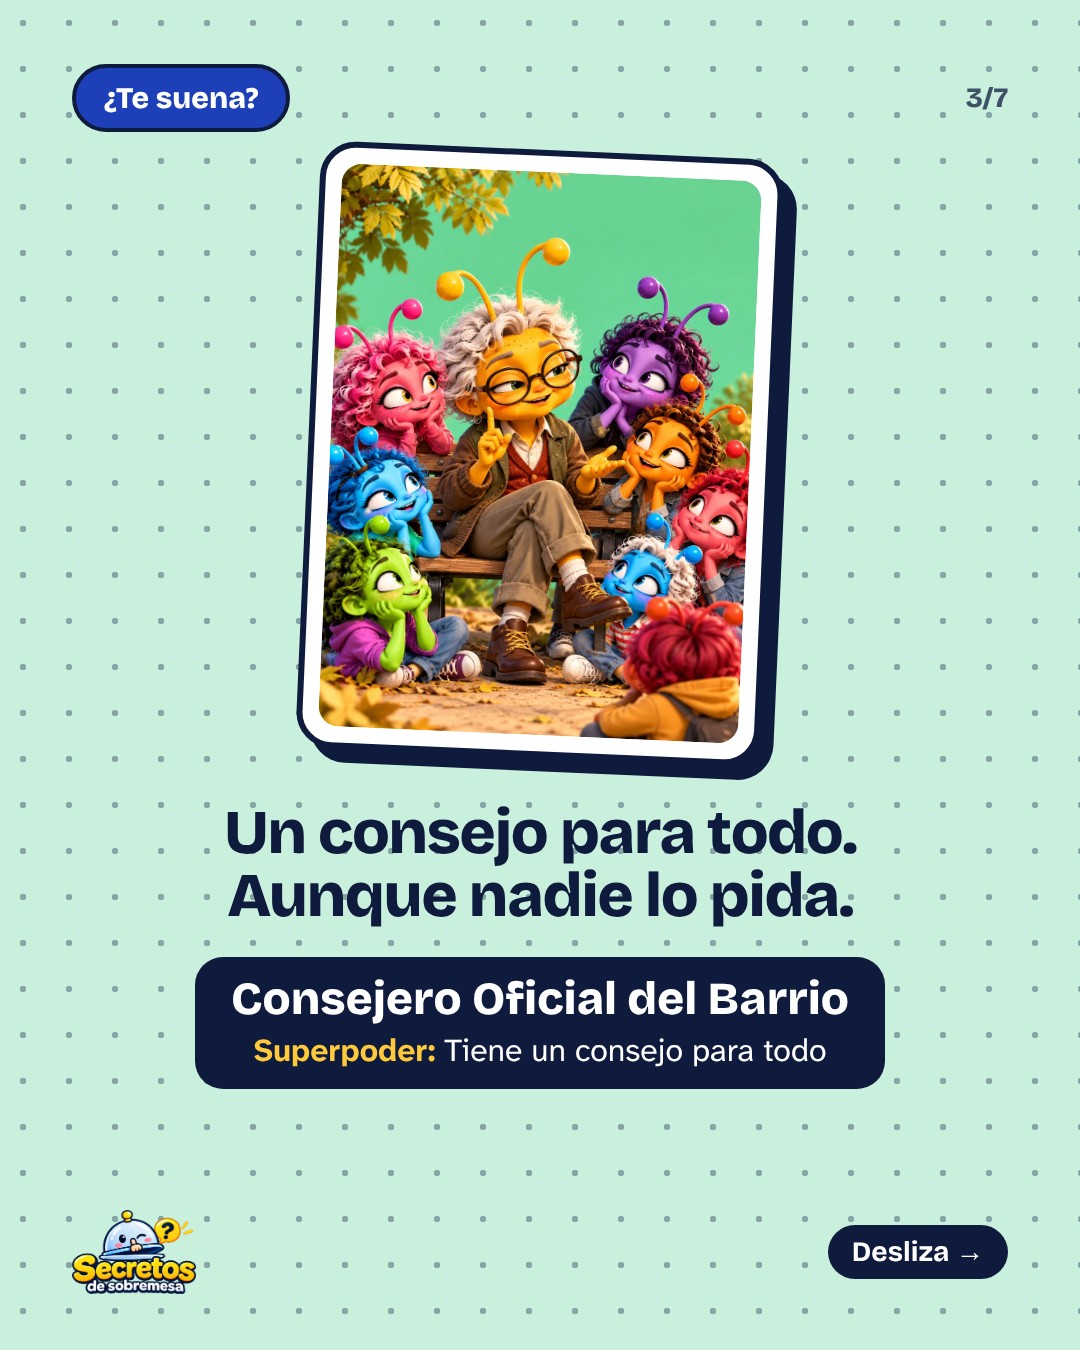 ¿Te suena?
3/7
Un consejo para todo.
Aunque nadie lo pida.
Consejero Oficial del Barrio
Superpoder: Tiene un consejo para todo
?
Secretos
de sobremesa
Desliza →